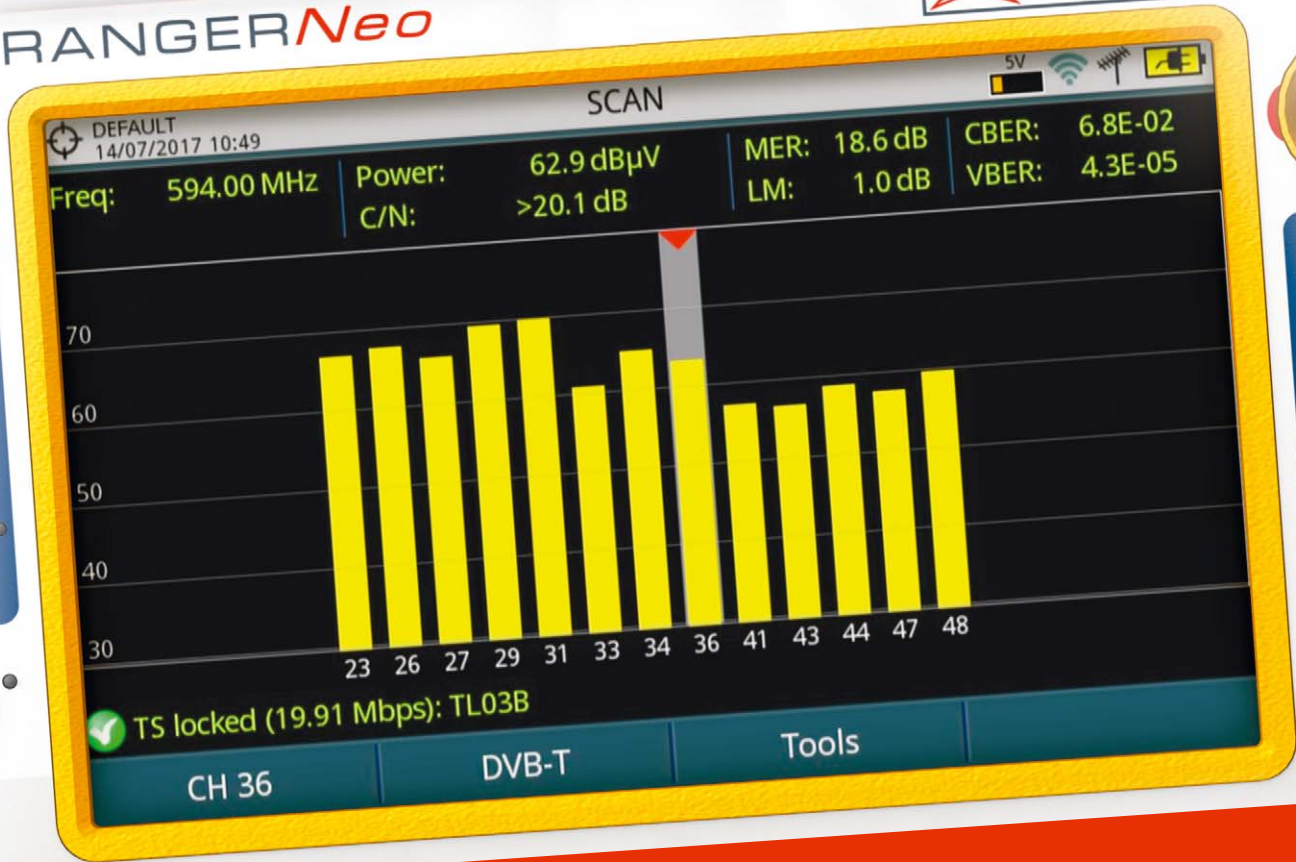 RANGERNeo
DEFAULT
14/07/2017 10:49
SCAN
5V
Freq: 594.00 MHz
Power: 62.9 dBµV
C/N: >20.1 dB
MER: 18.6 dB
LM: 1.0 dB
CBER: 6.8E-02
VBER: 4.3E-05
70
60
50
40
30
23 26 27 29 31 33 34 36 41 43 44 47 48
TS locked (19.91 Mbps): TL03B
CH 36 DVB-T Tools